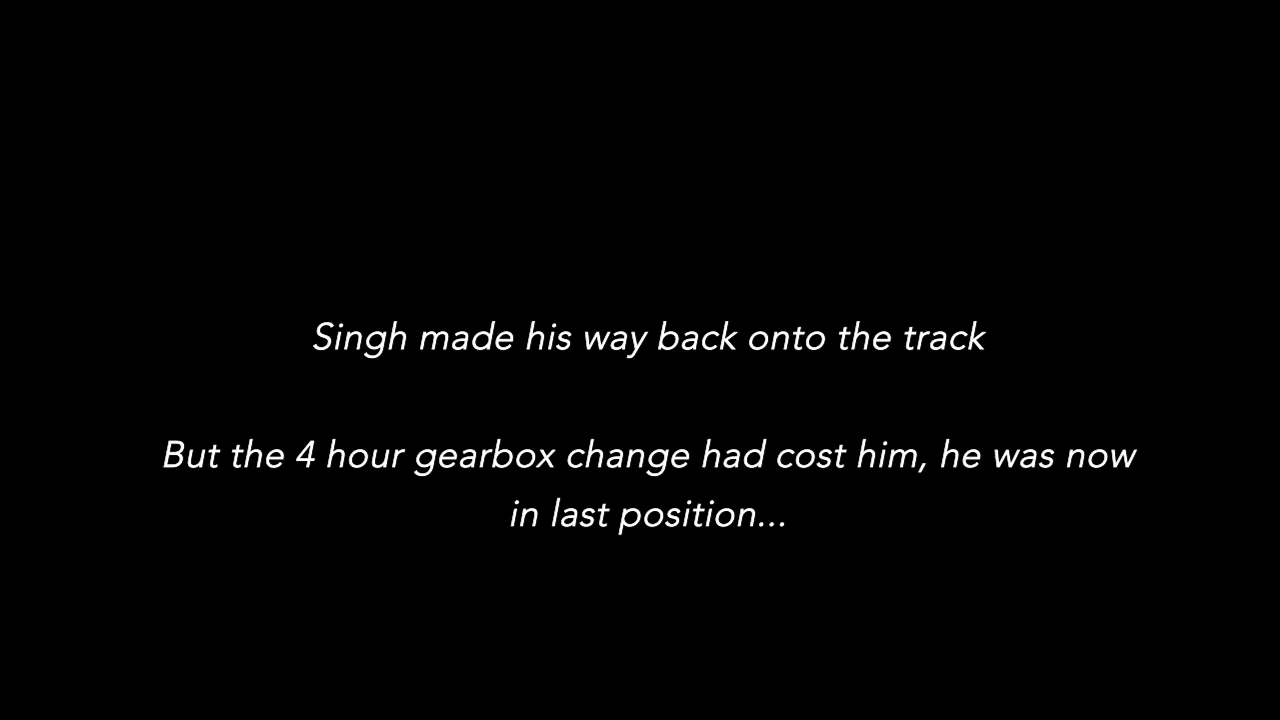 Singh made his way back onto the track
But the 4 hour gearbox change had cost him, he was now
in last position...